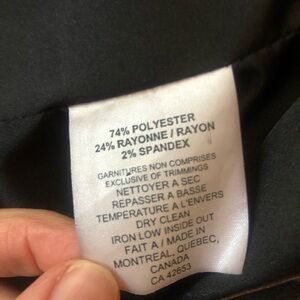 74% POLYESTER
24% RAYONNE / RAYON
2% SPANDEX
GARNITURES NON COMPRISES
EXCLUSIVE OF TRIMMINGS
NETTOYER A SEC
REPASSER A BASSE
TEMPERATURE A L'ENVERS
DRY CLEAN
IRON LOW INSIDE OUT
FAIT A / MADE IN
MONTREAL, QUEBEC,
CANADA
CA 42653